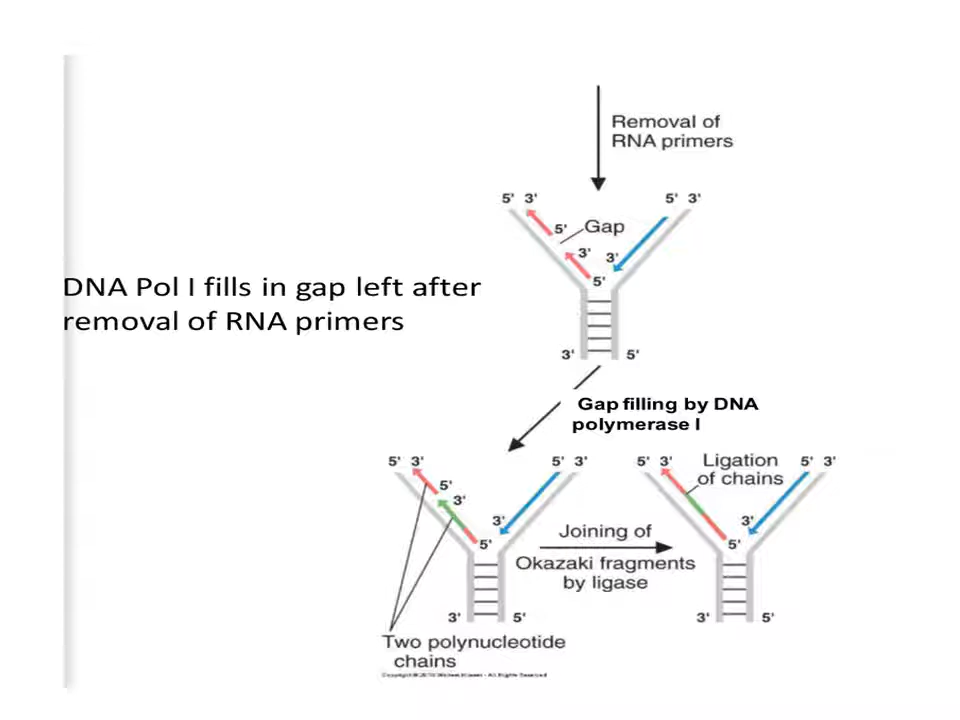 Removal of
RNA primers
5' 3'
5' 3'
5'
Gap
3'
3'
5'
DNA Pol I fills in gap left after
removal of RNA primers
3'
5'
Gap filling by DNA
polymerase I
5' 3'
5' 3'
5'
3'
3'
5'
3'
5'
Two polynucleotide
chains
Joining of
Okazaki fragments
by ligase
5' 3'
Ligation
of chains
5' 3'
3'
5'
3'
5'